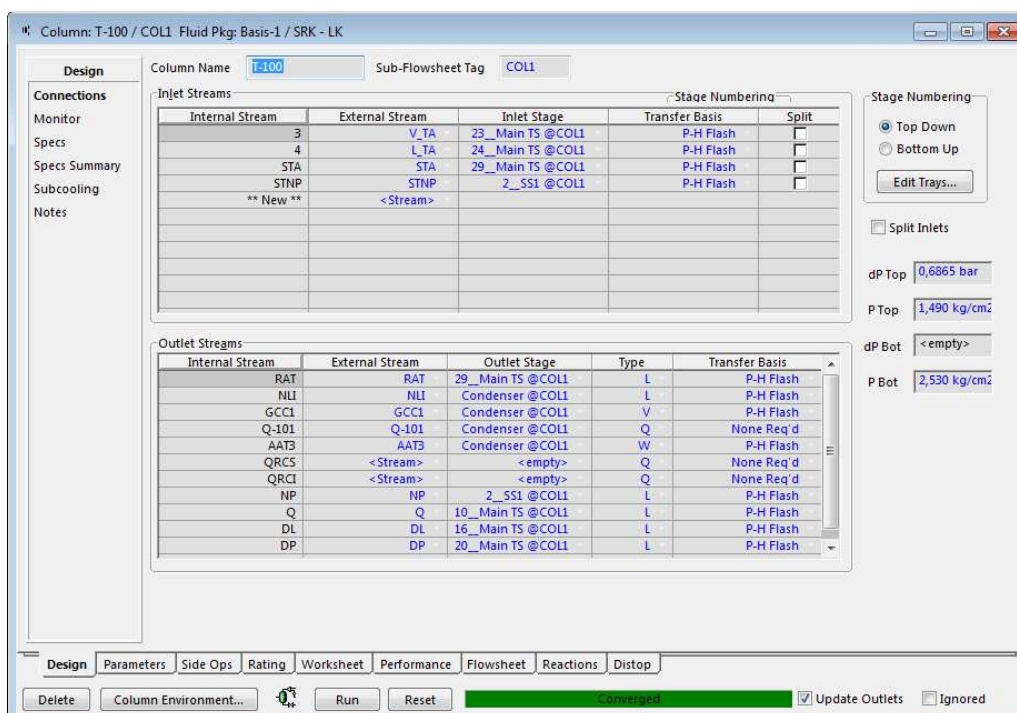 Column: T-100 / COL1 Fluid Pkg: Basis-1 / SRK - LK
Design
Connections
Monitor
Specs
Specs Summary
Subcooling
Notes
Column Name T-100 Sub-Flowsheet Tag COL1
Inlet Streams
Stage Numbering
Internal Stream External Stream Inlet Stage Transfer Basis Split
3 V_TA 23__Main TS @COL1 P-H Flash
4 L_TA 24__Main TS @COL1 P-H Flash
STA STA 29__Main TS @COL1 P-H Flash
STNP STNP 2__SS1 @COL1 P-H Flash
** New ** <Stream>
Stage Numbering
Top Down
Bottom Up
Edit Trays...
Split Inlets
dP Top 0,6865 bar
P Top 1,490 kg/cm2
dP Bot <empty>
P Bot 2,530 kg/cm2
Outlet Streams
Internal Stream External Stream Outlet Stage Type Transfer Basis
RAT RAT 29__Main TS @COL1 L P-H Flash
NLI NLI Condenser @COL1 L P-H Flash
GCC1 GCC1 Condenser @COL1 V P-H Flash
Q-101 Q-101 Condenser @COL1 Q None Req'd
AAT3 AAT3 Condenser @COL1 W P-H Flash
QRCS <Stream> <empty> Q None Req'd
QRCI <Stream> <empty> Q None Req'd
NP NP 2__SS1 @COL1 L P-H Flash
Q Q 10__Main TS @COL1 L P-H Flash
DL DL 16__Main TS @COL1 L P-H Flash
DP DP 20__Main TS @COL1 L P-H Flash
Design Parameters Side Ops Rating Worksheet Performance Flowsheet Reactions Distop
Delete Column Environment... Run Reset Converged Update Outlets Ignored